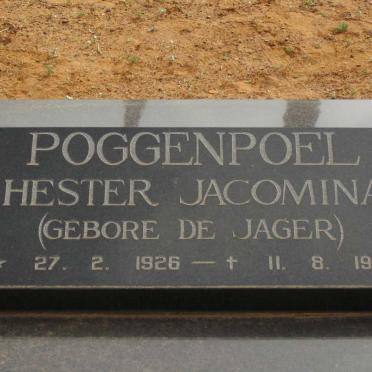 POGGENPOEL
HESTER JACOMINA
(GEBORE DE JAGER)
* 27. 2. 1926 — † 11. 8.